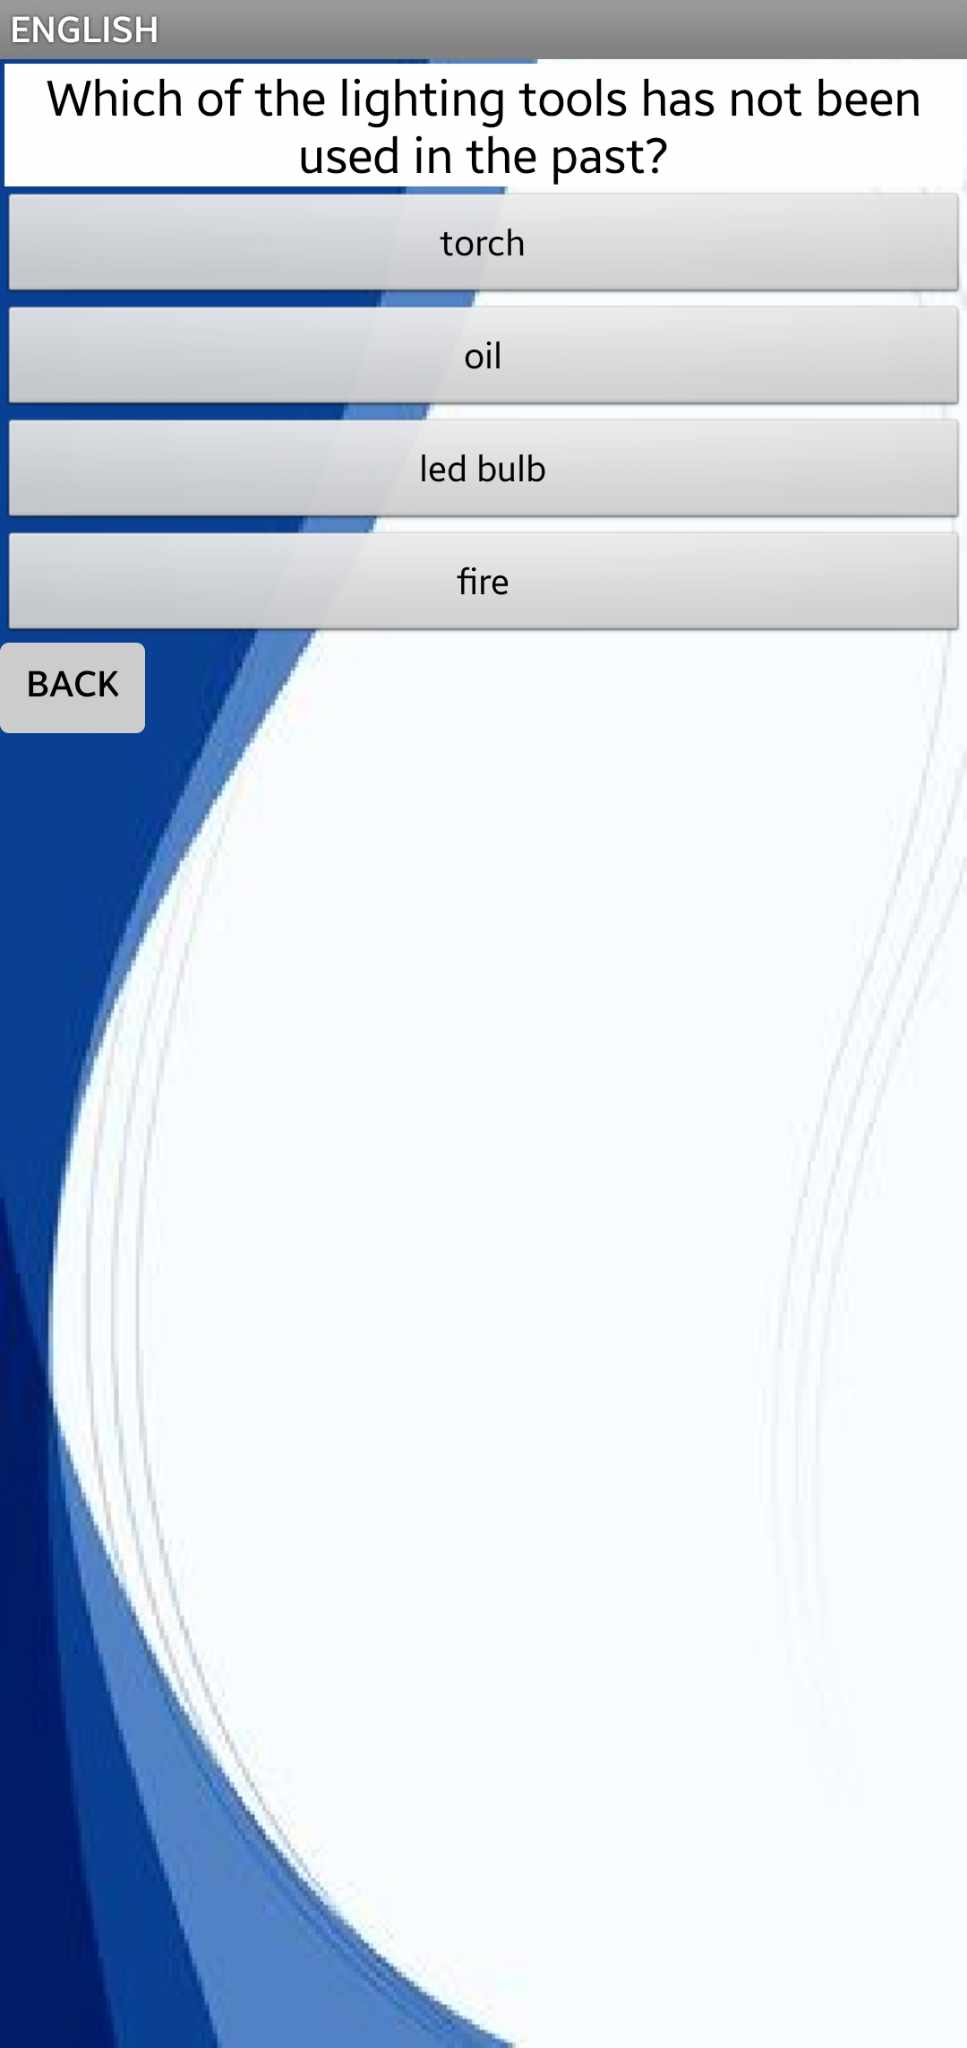 ENGLISH
Which of the lighting tools has not been
used in the past?
torch
oil
led bulb
fire
BACK